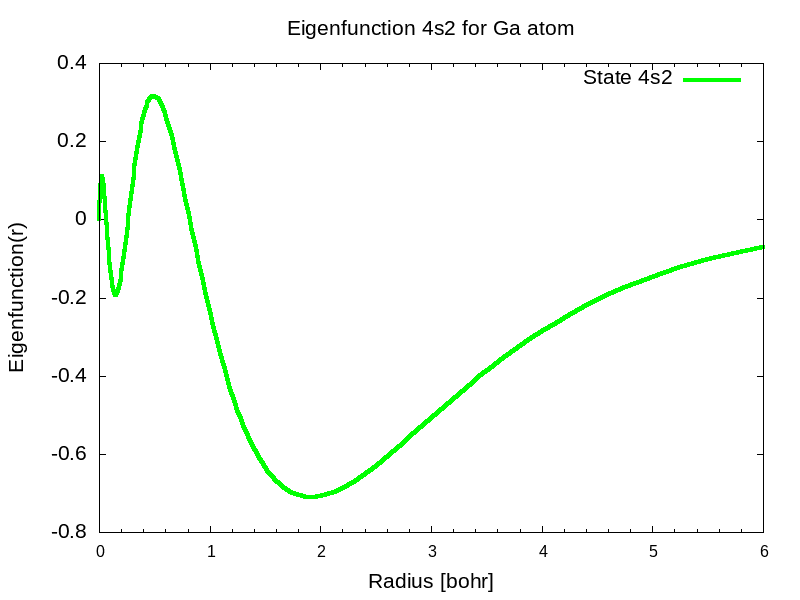 Eigenfunction 4s2 for Ga atom
State 4s2
0.4
0.2
0
-0.2
-0.4
-0.6
-0.8
Eigenfunction(r)
0 1 2 3 4 5 6
Radius [bohr]